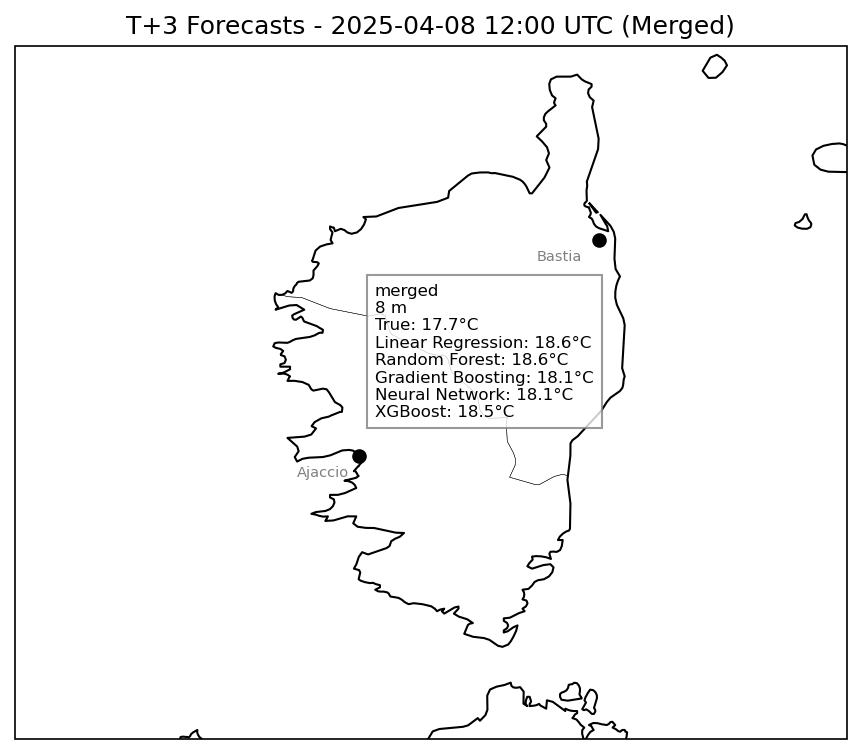 T+3 Forecasts - 2025-04-08 12:00 UTC (Merged)
Bastia
merged
8 m
True: 17.7°C
Linear Regression: 18.6°C
Random Forest: 18.6°C
Gradient Boosting: 18.1°C
Neural Network: 18.1°C
XGBoost: 18.5°C
Ajaccio